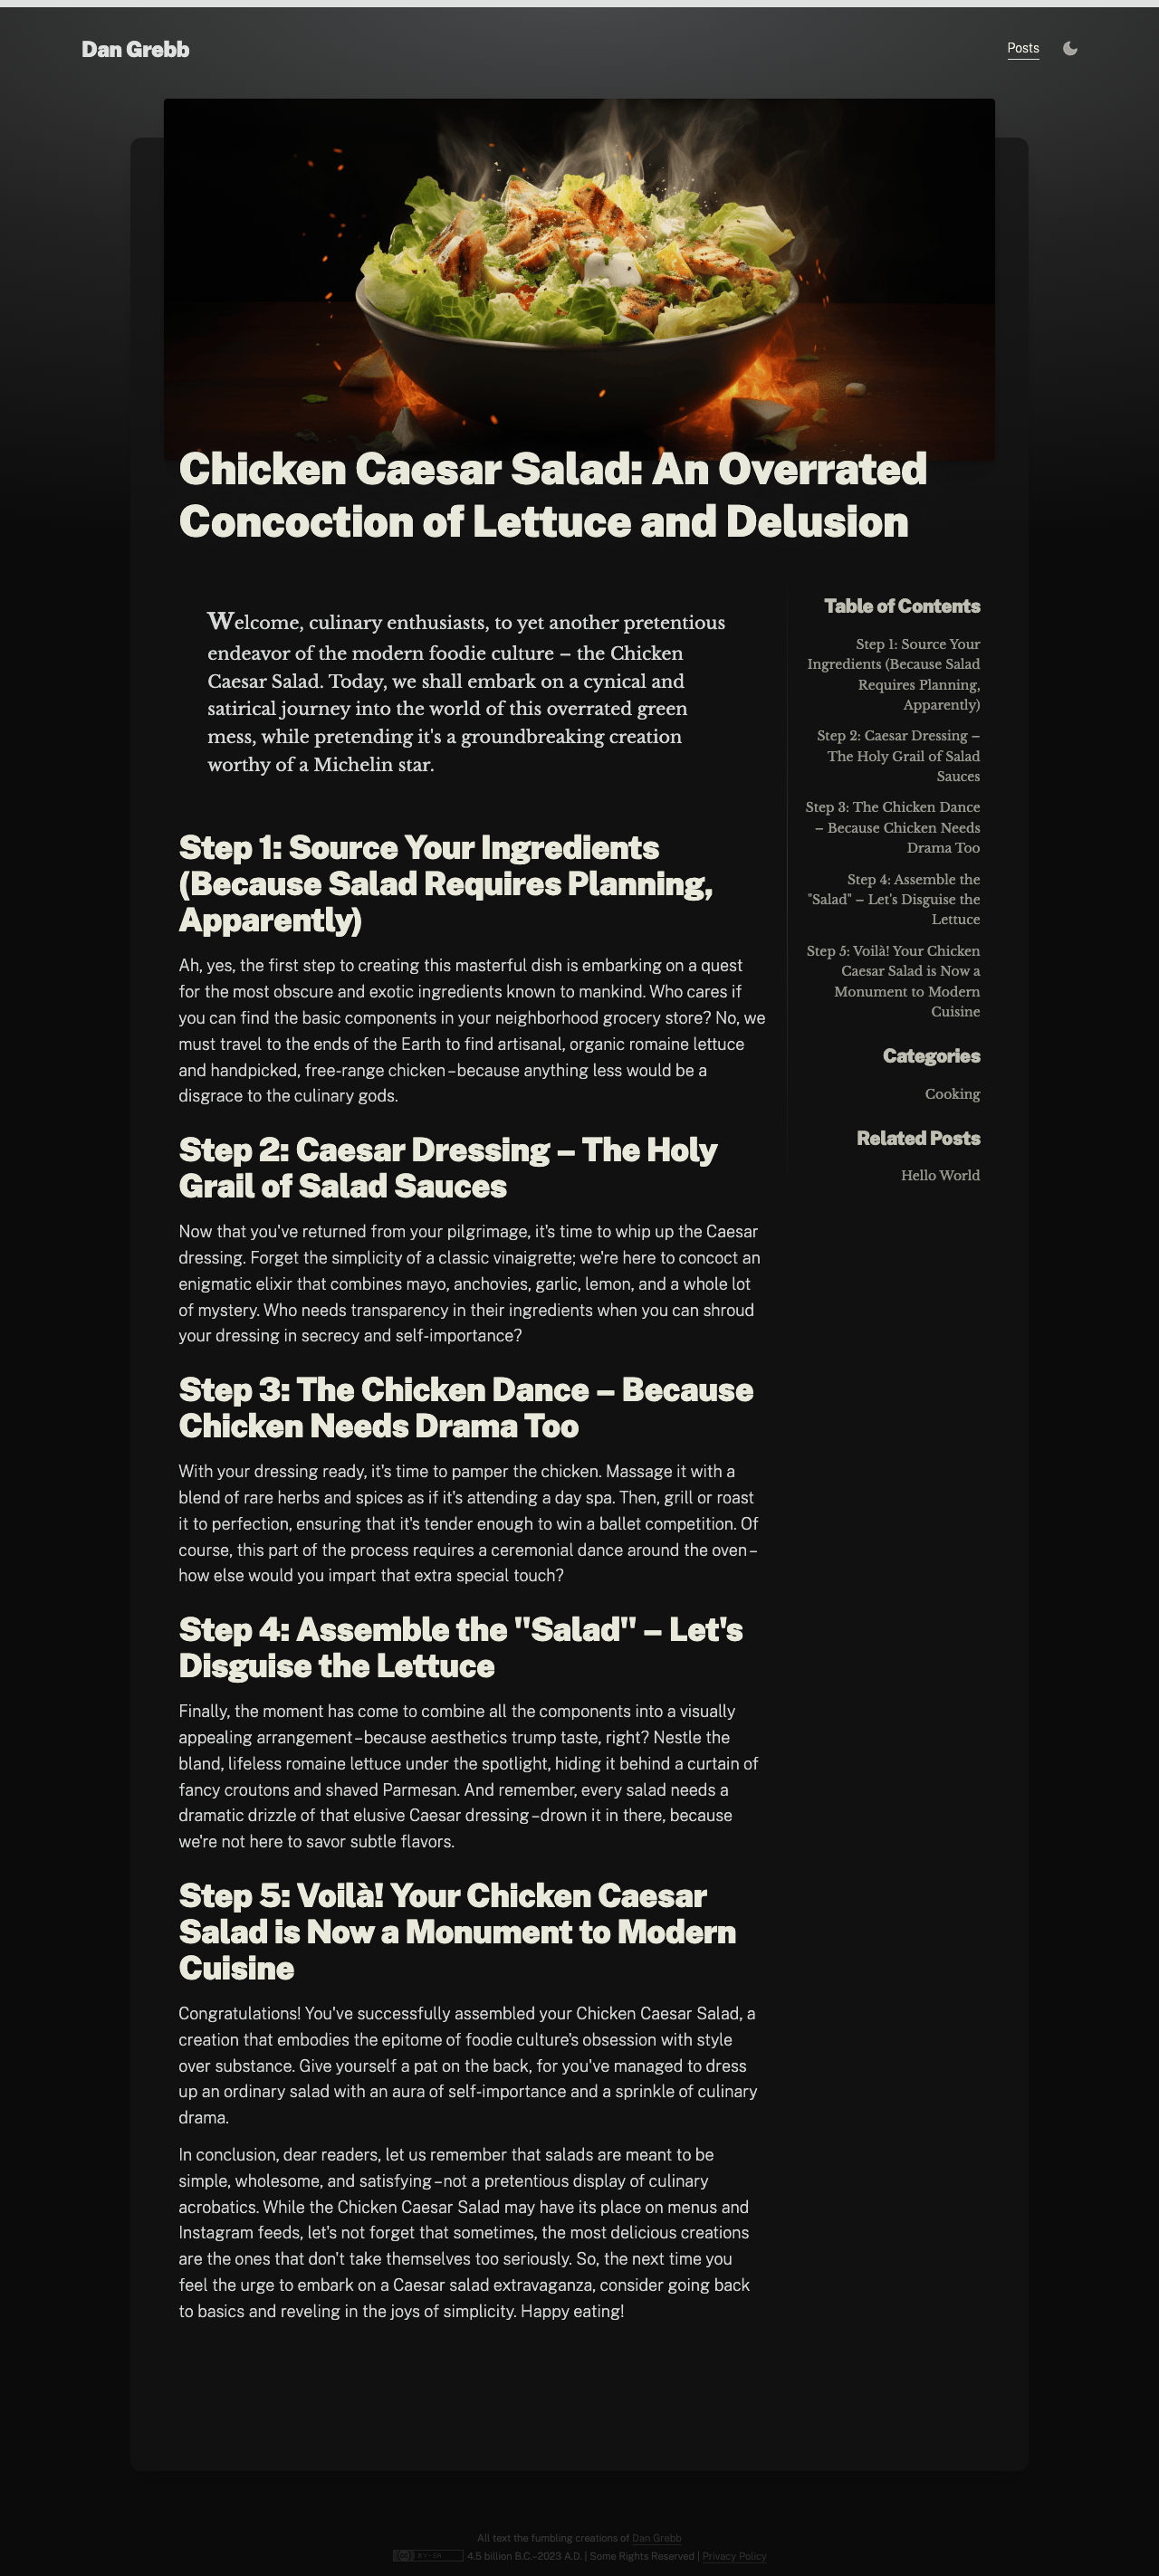 Dan Grebb
Posts
Chicken Caesar Salad: An Overrated
Concoction of Lettuce and Delusion
Welcome, culinary enthusiasts, to yet another pretentious
endeavor of the modern foodie culture – the Chicken
Caesar Salad. Today, we shall embark on a cynical and
satirical journey into the world of this overrated green
mess, while pretending it's a groundbreaking creation
worthy of a Michelin star.
Step 1: Source Your Ingredients
(Because Salad Requires Planning,
Apparently)
Ah, yes, the first step to creating this masterful dish is embarking on a quest
for the most obscure and exotic ingredients known to mankind. Who cares if
you can find the basic components in your neighborhood grocery store? No, we
must travel to the ends of the Earth to find artisanal, organic romaine lettuce
and handpicked, free-range chicken – because anything less would be a
disgrace to the culinary gods.
Step 2: Caesar Dressing – The Holy
Grail of Salad Sauces
Now that you've returned from your pilgrimage, it's time to whip up the Caesar
dressing. Forget the simplicity of a classic vinaigrette; we're here to concoct an
enigmatic elixir that combines mayo, anchovies, garlic, lemon, and a whole lot
of mystery. Who needs transparency in their ingredients when you can shroud
your dressing in secrecy and self-importance?
Step 3: The Chicken Dance – Because
Chicken Needs Drama Too
With your dressing ready, it's time to pamper the chicken. Massage it with a
blend of rare herbs and spices as if it's attending a day spa. Then, grill or roast
it to perfection, ensuring that it's tender enough to win a ballet competition. Of
course, this part of the process requires a ceremonial dance around the oven –
how else would you impart that extra special touch?
Step 4: Assemble the "Salad" – Let's
Disguise the Lettuce
Finally, the moment has come to combine all the components into a visually
appealing arrangement – because aesthetics trump taste, right? Nestle the
bland, lifeless romaine lettuce under the spotlight, hiding it behind a curtain of
fancy croutons and shaved Parmesan. And remember, every salad needs a
dramatic drizzle of that elusive Caesar dressing – drown it in there, because
we're not here to savor subtle flavors.
Step 5: Voilà! Your Chicken Caesar
Salad is Now a Monument to Modern
Cuisine
Congratulations! You've successfully assembled your Chicken Caesar Salad, a
creation that embodies the epitome of foodie culture's obsession with style
over substance. Give yourself a pat on the back, for you've managed to dress
up an ordinary salad with an aura of self-importance and a sprinkle of culinary
drama.
In conclusion, dear readers, let us remember that salads are meant to be
simple, wholesome, and satisfying – not a pretentious display of culinary
acrobatics. While the Chicken Caesar Salad may have its place on menus and
Instagram feeds, let's not forget that sometimes, the most delicious creations
are the ones that don't take themselves too seriously. So, the next time you
feel the urge to embark on a Caesar salad extravaganza, consider going back
to basics and reveling in the joys of simplicity. Happy eating!
Table of Contents
Step 1: Source Your
Ingredients (Because Salad
Requires Planning,
Apparently)
Step 2: Caesar Dressing –
The Holy Grail of Salad
Sauces
Step 3: The Chicken Dance
– Because Chicken Needs
Drama Too
Step 4: Assemble the
"Salad" – Let's Disguise the
Lettuce
Step 5: Voilà! Your Chicken
Caesar Salad is Now a
Monument to Modern
Cuisine
Categories
Cooking
Related Posts
Hello World
All text the fumbling creations of Dan Grebb
cc BY-SA 4.5 billion B.C.–2023 A.D. | Some Rights Reserved | Privacy Policy